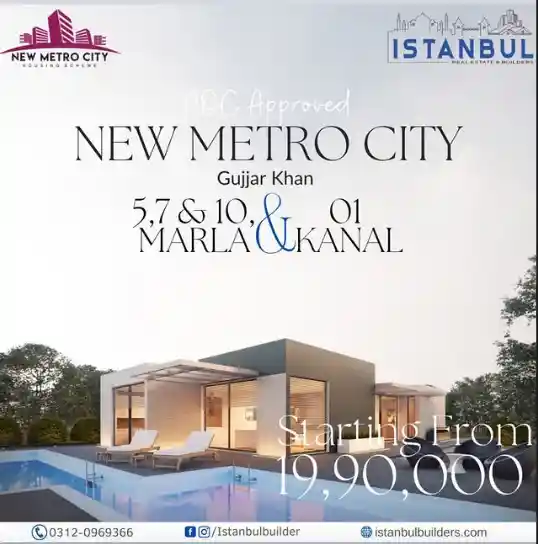 NEW METRO CITY
HOUSING SCHEME
ISTANBUL
REAL ESTATE & BUILDERS
Approved
NEW METRO CITY
Gujjar Khan
5,7 & 10, & 01
MARLA KANAL
Starting From
19,90,000
0312-0969366
/Istanbulbuilder
istanbulbuilders.com